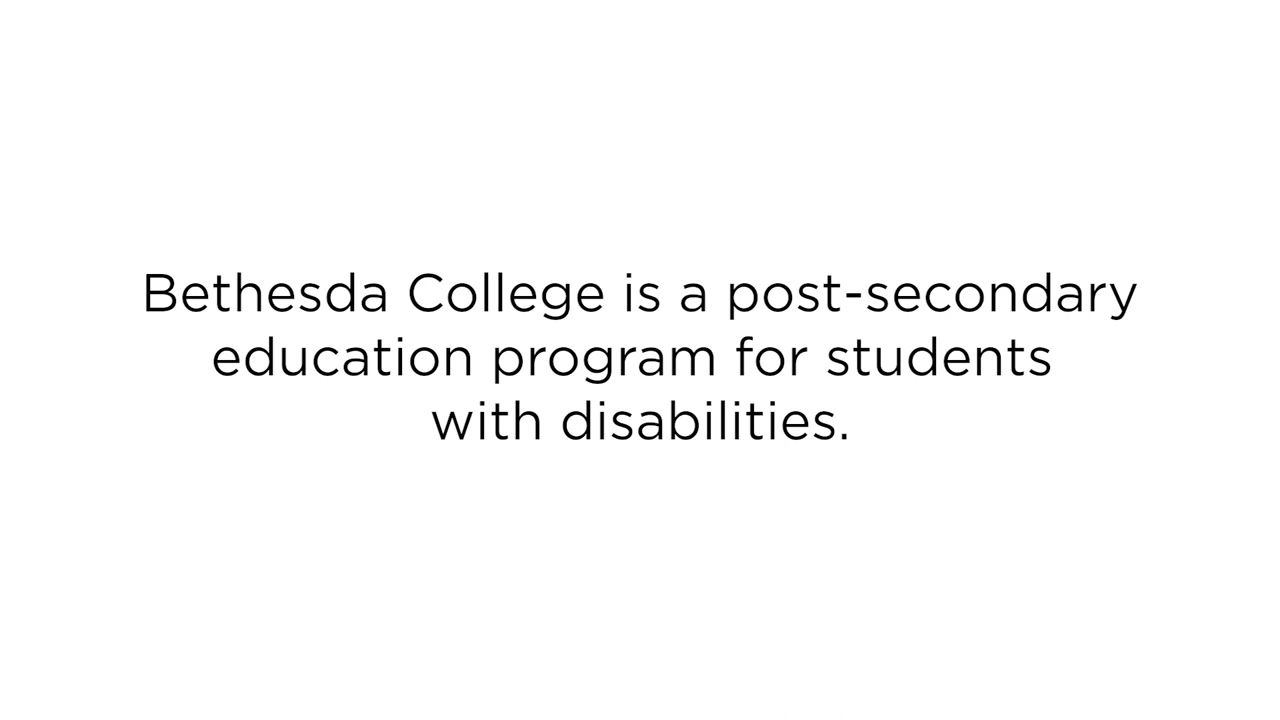 Bethesda College is a post-secondary
education program for students
with disabilities.